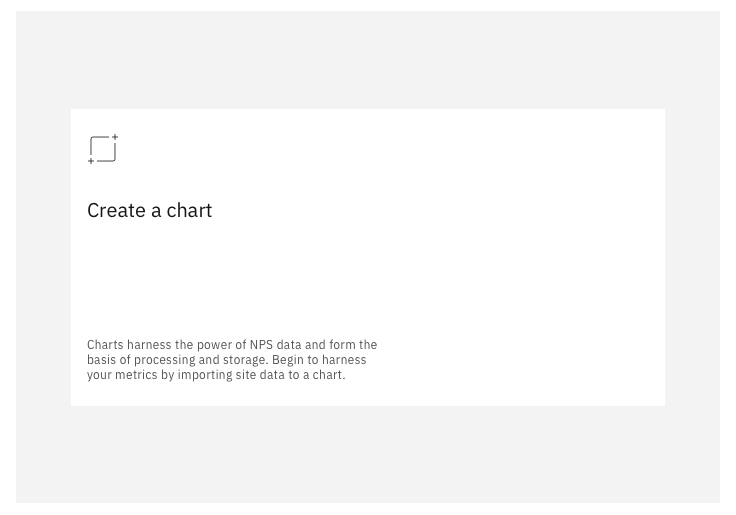 Create a chart
Charts harness the power of NPS data and form the
basis of processing and storage. Begin to harness
your metrics by importing site data to a chart.